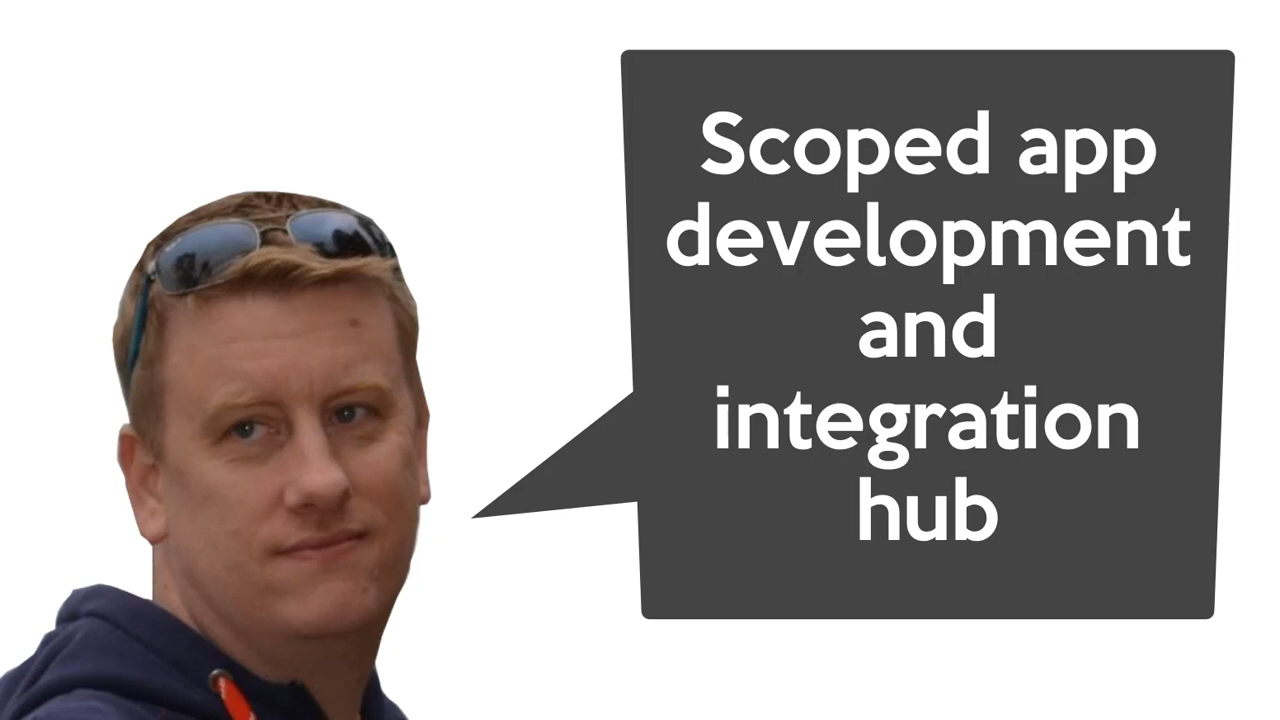 Scoped app
development
and
integration
hub